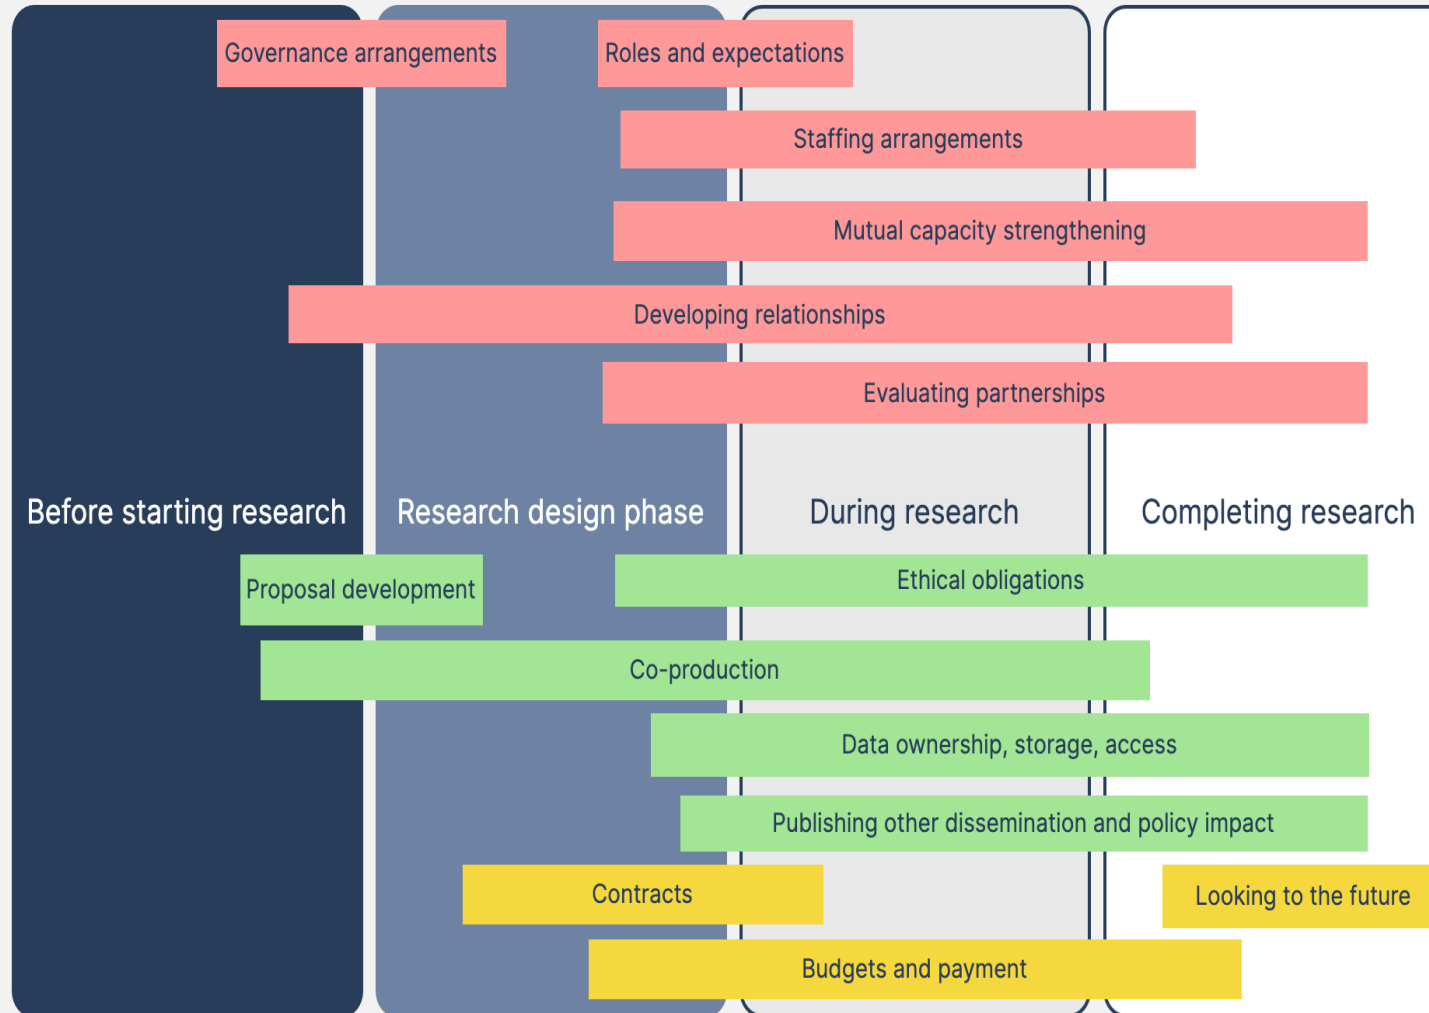 Governance arrangements
Roles and expectations
Staffing arrangements
Mutual capacity strengthening
Developing relationships
Evaluating partnerships
Before starting research
Research design phase
During research
Completing research
Proposal development
Ethical obligations
Co-production
Data ownership, storage, access
Publishing other dissemination and policy impact
Contracts
Looking to the future
Budgets and payment